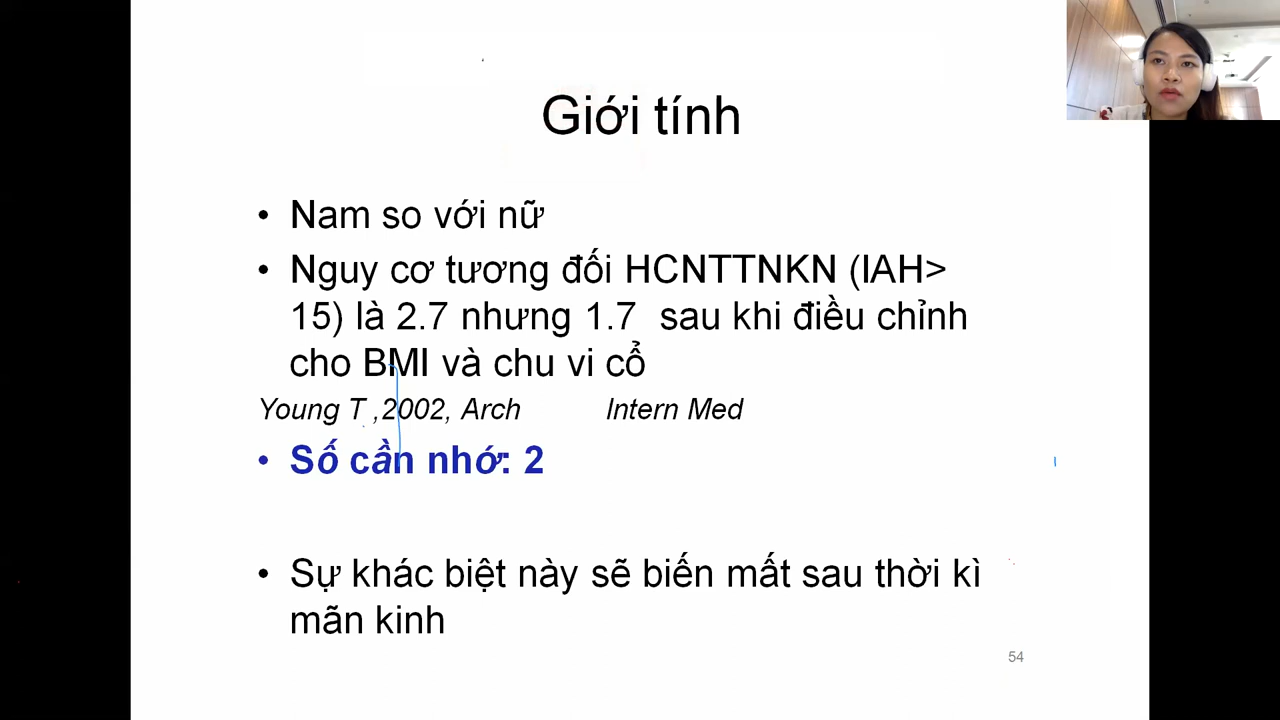 Giới tính
• Nam so với nữ
• Nguy cơ tương đối HCNTTNKN (IAH>
15) là 2.7 nhưng 1.7 sau khi điều chỉnh
cho BMI và chu vi cổ
Young T ,2002, Arch Intern Med
• Số cần nhớ: 2
• Sự khác biệt này sẽ biến mất sau thời kì
mãn kinh
54